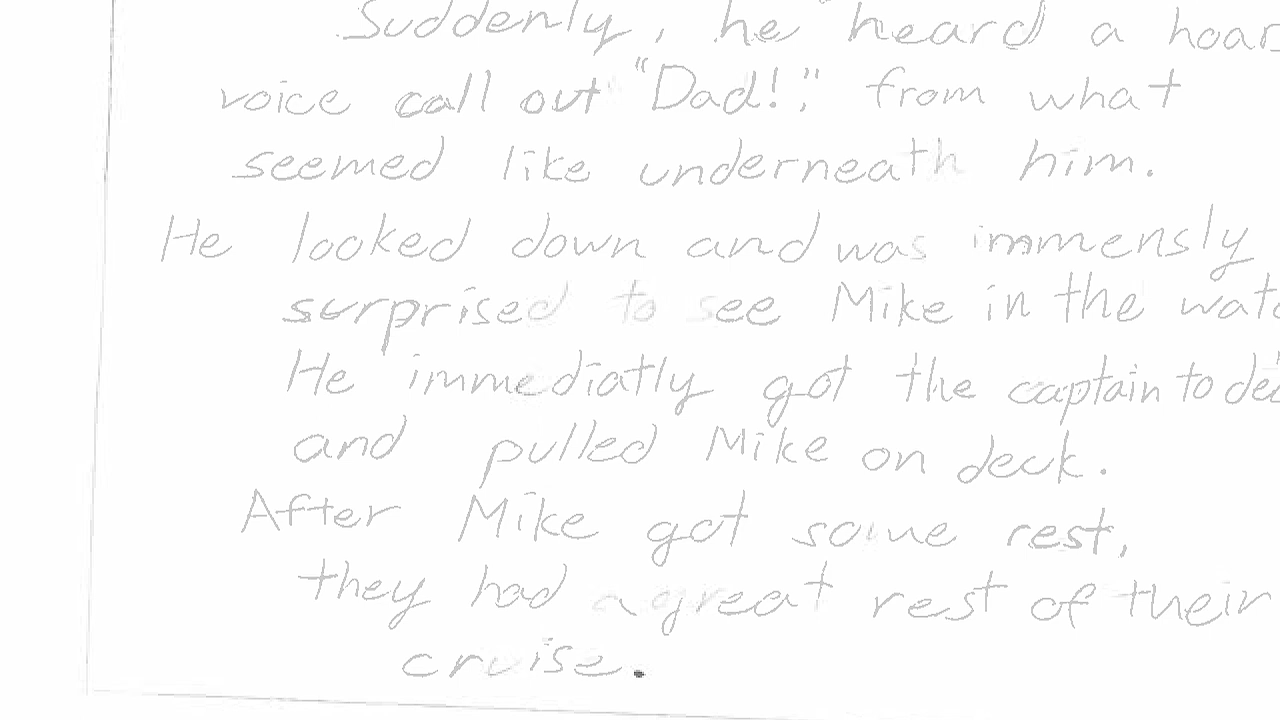 Suddenly, he heard a hoars
voice call out "Dad!," from what
seemed like underneath him.
He looked down and was immensly
surprised to see Mike in the wat
He immediatly got the captain to dec
and pulled Mike on deck.
After Mike got some rest,
they had a great rest of their
cruise.